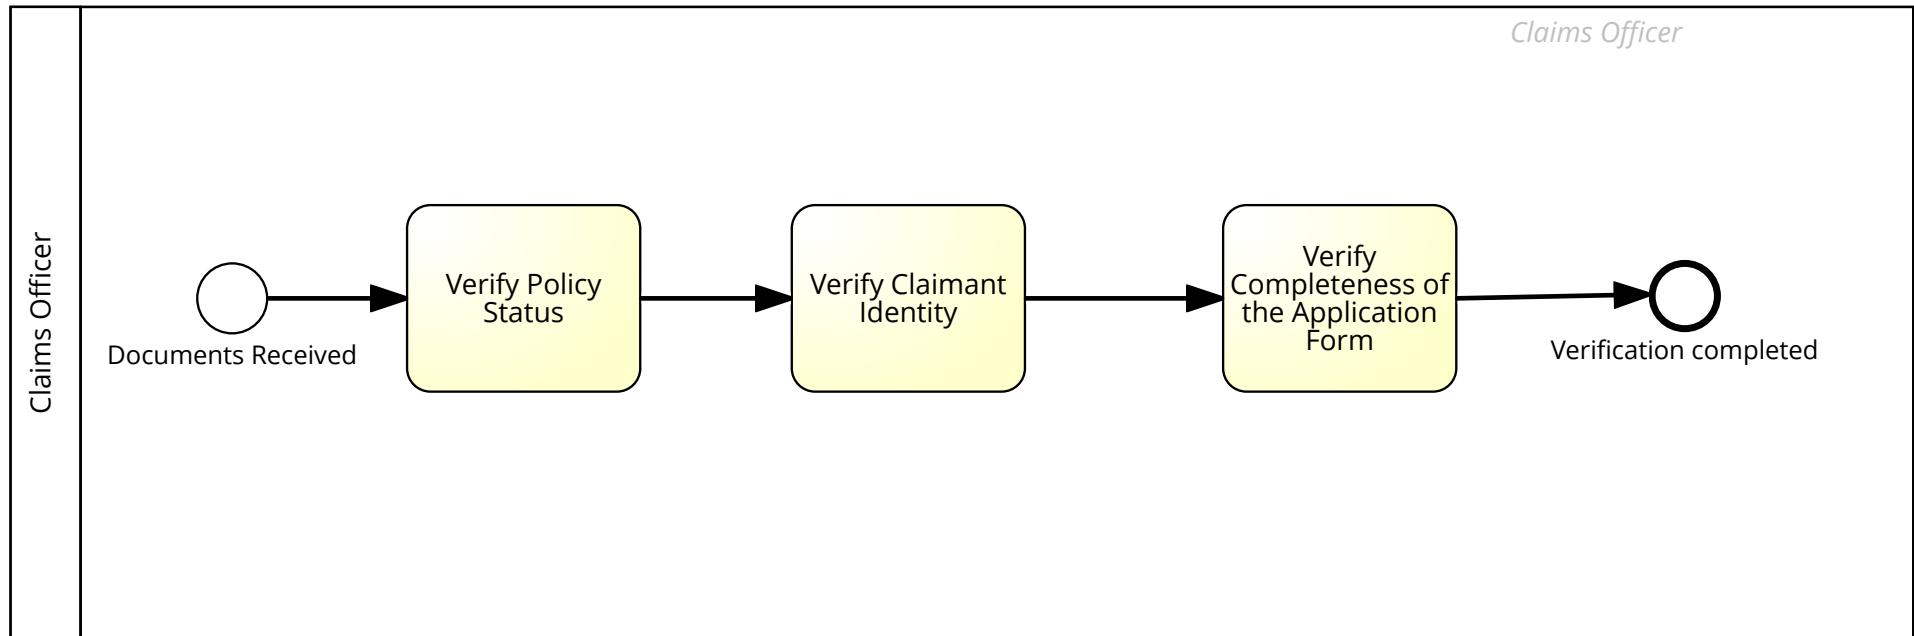 Claims Officer
Claims Officer
Documents Received
Verify Policy
Status
Verify Claimant
Identity
Verify
Completeness of
the Application
Form
Verification completed